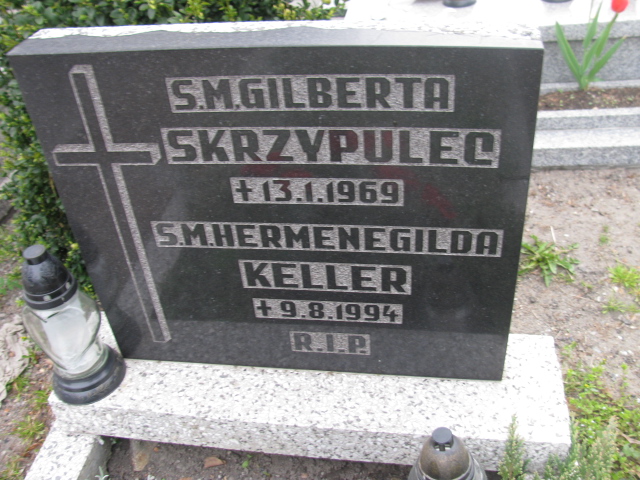 S.M.GILBERTA
SKRZYPULEC
+13.1.1969
S.M.HERMENEGILDA
KELLER
+9.8.1994
R.I.P.